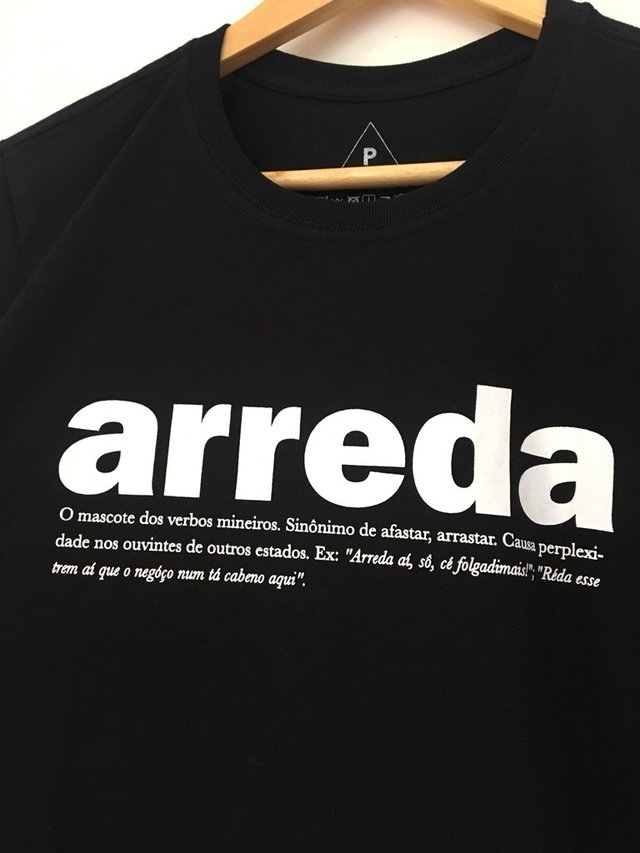 P
arreda
O mascote dos verbos mineiros. Sinônimo de afastar, arrastar. Causa perplexi-
dade nos ouvintes de outros estados. Ex: "Arreda aí, sô, cé folgadimais!"; "Réda esse
trem aí que o negóço num tá cabeno aqui".